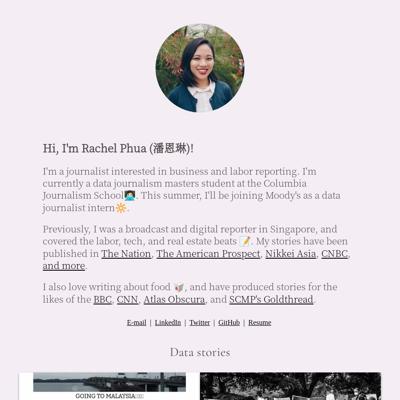 Hi, I'm Rachel Phua (潘恩琳)!
I'm a journalist interested in business and labor reporting. I'm
currently a data journalism masters student at the Columbia
Journalism School👩🏻‍💻. This summer, I'll be joining Moody's as a data
journalist intern🔆.
Previously, I was a broadcast and digital reporter in Singapore, and
covered the labor, tech, and real estate beats 📝. My stories have been
published in The Nation, The American Prospect, Nikkei Asia, CNBC,
and more.
I also love writing about food 🥡, and have produced stories for the
likes of the BBC, CNN, Atlas Obscura, and SCMP's Goldthread.
E-mail | LinkedIn | Twitter | GitHub | Resume
Data stories
GOING TO MALAYSIA